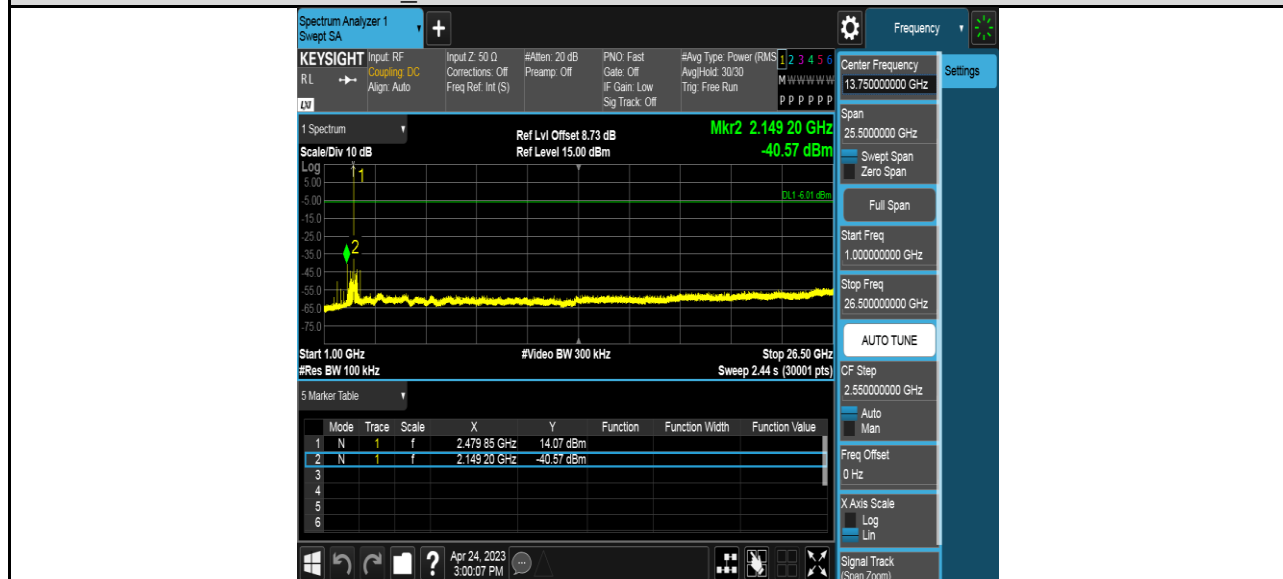 Spectrum Analyzer 1
Swept SA
+
Frequency
KEYSIGHT Input: RF Input Z: 50 Ω #Atten: 20 dB PNO: Fast #Avg Type: Power (RMS 1 2 3 4 5 6
RL Coupling: DC Corrections: Off Preamp: Off Gate: Off Avg|Hold: 30/30 M W W W W W
Align: Auto Freq Ref: Int (S) IF Gain: Low Trig: Free Run
LXI Sig Track: Off P P P P P P
Center Frequency
13.750000000 GHz
Settings
Span
25.5000000 GHz
Swept Span
Zero Span
Full Span
Start Freq
1.000000000 GHz
Stop Freq
26.500000000 GHz
AUTO TUNE
CF Step
2.550000000 GHz
Auto
Man
Freq Offset
0 Hz
X Axis Scale
Log
Lin
Signal Track
(Span Zoom)
1 Spectrum
Ref Lvl Offset 8.73 dB
Mkr2 2.149 20 GHz
Scale/Div 10 dB
Ref Level 15.00 dBm
-40.57 dBm
Log
1
5.00
-5.00
DL1 -6.01 dBm
-15.0
-25.0
2
-35.0
-45.0
-55.0
-65.0
-75.0
Start 1.00 GHz #Video BW 300 kHz Stop 26.50 GHz
#Res BW 100 kHz Sweep 2.44 s (30001 pts)
5 Marker Table
Mode Trace Scale X Y Function Function Width Function Value
1 N 1 f 2.479 85 GHz 14.07 dBm
2 N 1 f 2.149 20 GHz -40.57 dBm
3
4
5
6
? Apr 24, 2023
3:00:07 PM